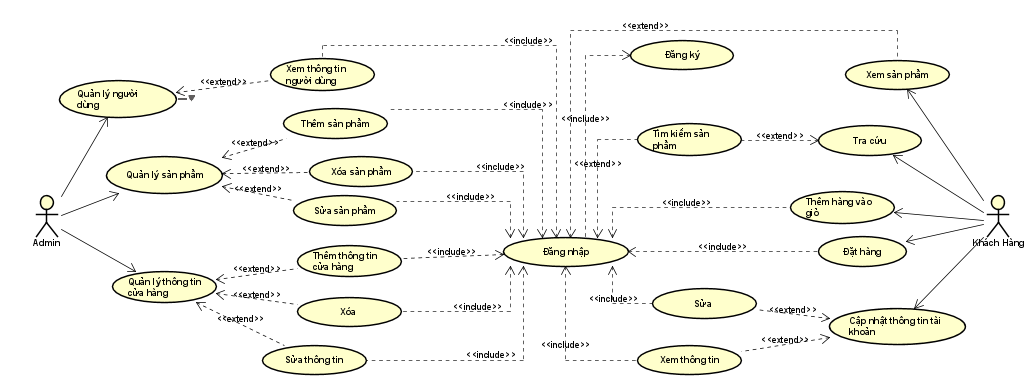 <<extend>>
<<include>>
Đăng ký
Xem thông tin
người dùng
Xem sản phẩm
<<extend>>
Quản lý người
dùng
<<include>>
Thêm sản phẩm
<<include>>
Tìm kiếm sản
phẩm
<<extend>>
Tra cứu
<<extend>>
<<extend>>
<<include>>
<<extend>>
Xóa sản phẩm
Quản lý sản phẩm
<<extend>>
<<include>>
Sửa sản phẩm
<<include>>
Thêm hàng vào
giỏ
Admin
Khách Hàng
Thêm thông tin
cửa hàng
<<include>>
Đăng nhập
<<include>>
Đặt hàng
<<extend>>
Quản lý thông tin
cửa hàng
<<extend>>
<<include>>
Sửa
Xóa
<<include>>
<<extend>>
<<extend>>
Cập nhật thông tin tài
khoản
<<include>>
<<extend>>
Sửa thông tin
<<include>>
Xem thông tin